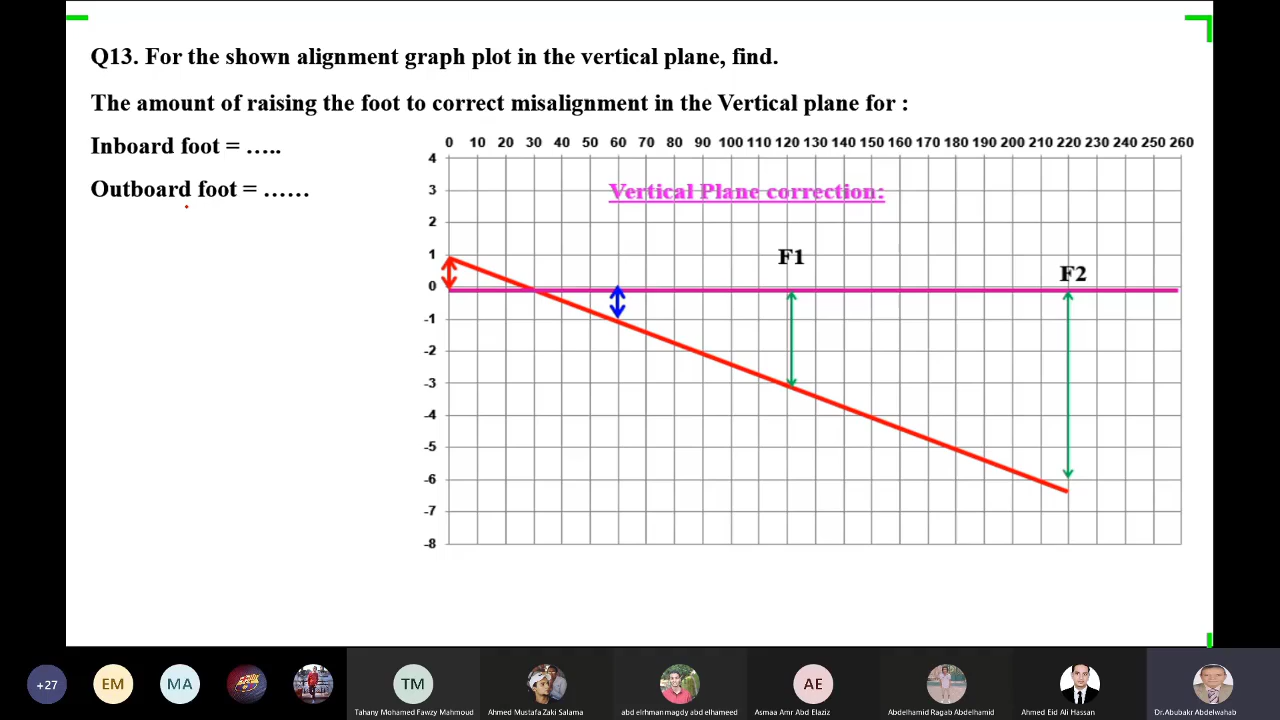 Q13. For the shown alignment graph plot in the vertical plane, find.
The amount of raising the foot to correct misalignment in the Vertical plane for :
Inboard foot = …..
Outboard foot = ……
0 10 20 30 40 50 60 70 80 90 100 110 120 130 140 150 160 170 180 190 200 210 220 230 240 250 260
4
3
Vertical Plane correction:
2
1
F1
F2
0
-1
-2
-3
-4
-5
-6
-7
-8
+27
EM
MA
TM
AE
Tahany Mohamed Fawzy Mahmoud
Ahmed Mustafa Zaki Salama
abd elrhman magdy abd elhameed
Asmaa Amr Abd Elaziz
Abdelhamid Ragab Abdelhamid
Ahmed Eid Ali Hassan
Dr.Abubakr Abdelwahab